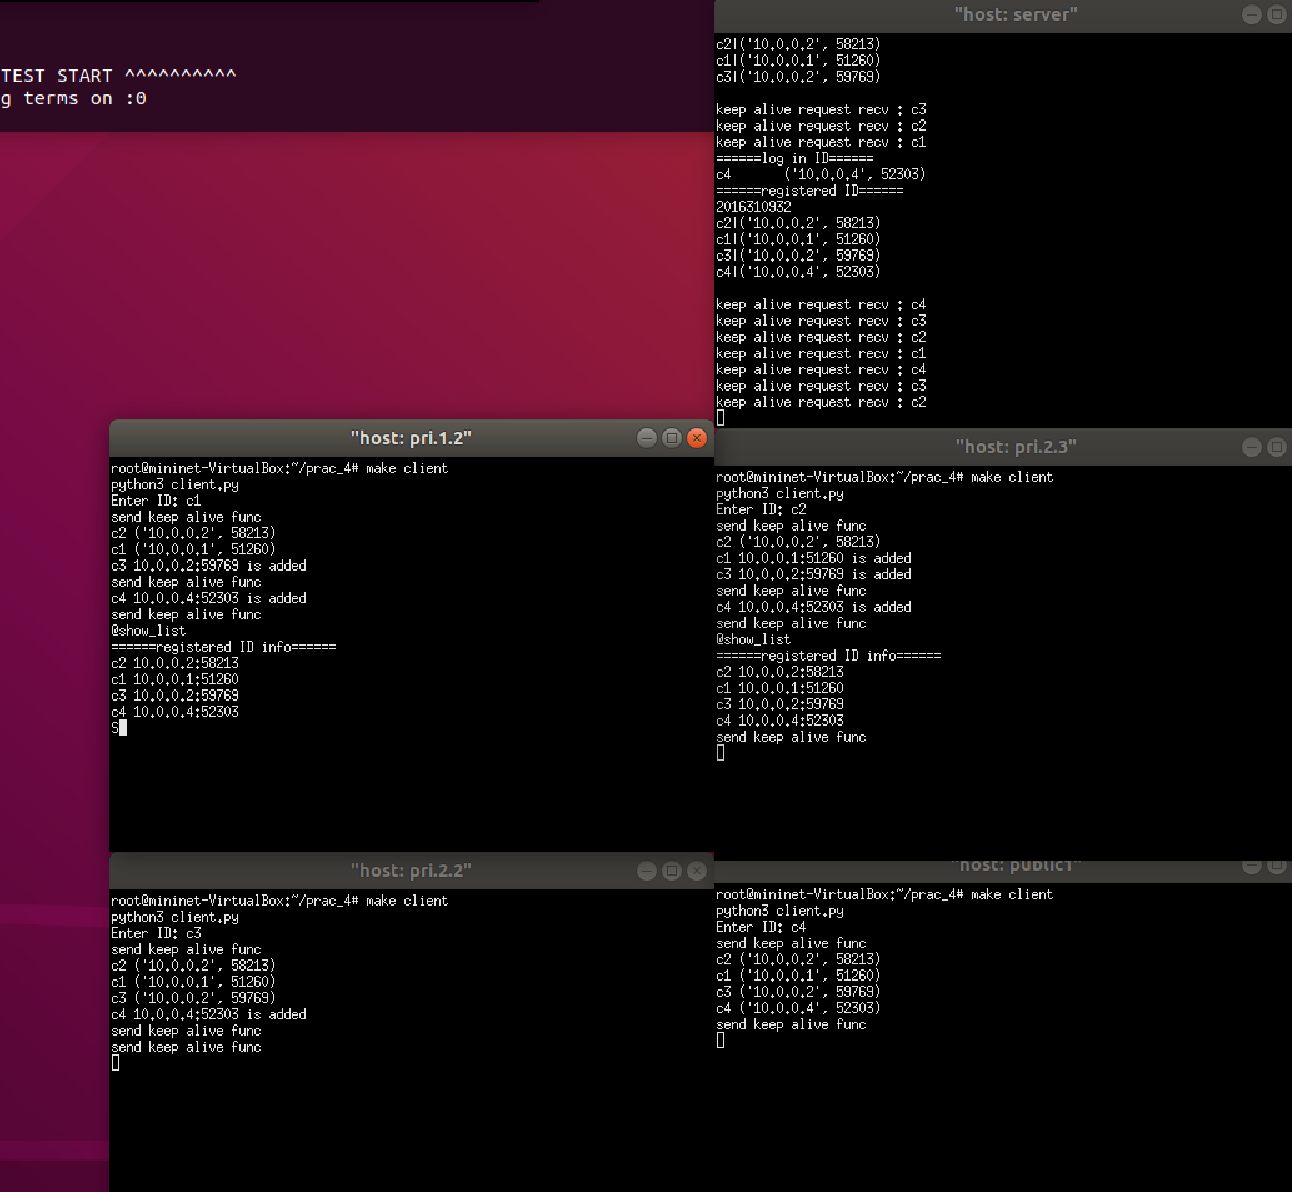 TEST START ^^^^^^^^^^
g terms on :0
"host: server"
c2|('10.0.0.2', 58213)
c1|('10.0.0.1', 51260)
c3|('10.0.0.2', 59769)
keep alive request recv : c3
keep alive request recv : c2
keep alive request recv : c1
======log in ID======
c4 ('10.0.0.4', 52303)
======registered ID======
2016310932
c2|('10.0.0.2', 58213)
c1|('10.0.0.1', 51260)
c3|('10.0.0.2', 59769)
c4|('10.0.0.4', 52303)
keep alive request recv : c4
keep alive request recv : c3
keep alive request recv : c2
keep alive request recv : c1
keep alive request recv : c4
keep alive request recv : c3
keep alive request recv : c2
"host: pri.1.2"
root@mininet-VirtualBox:~/prac_4# make client
python3 client.py
Enter ID: c1
send keep alive func
c2 ('10.0.0.2', 58213)
c1 ('10.0.0.1', 51260)
c3 10.0.0.2:59769 is added
send keep alive func
c4 10.0.0.4:52303 is added
send keep alive func
@show_list
======registered ID info======
c2 10.0.0.2:58213
c1 10.0.0.1:51260
c3 10.0.0.2:59769
c4 10.0.0.4:52303
S
"host: pri.2.3"
root@mininet-VirtualBox:~/prac_4# make client
python3 client.py
Enter ID: c2
send keep alive func
c2 ('10.0.0.2', 58213)
c1 10.0.0.1:51260 is added
c3 10.0.0.2:59769 is added
send keep alive func
c4 10.0.0.4:52303 is added
send keep alive func
@show_list
======registered ID info======
c2 10.0.0.2:58213
c1 10.0.0.1:51260
c3 10.0.0.2:59769
c4 10.0.0.4:52303
send keep alive func
"host: pri.2.2"
root@mininet-VirtualBox:~/prac_4# make client
python3 client.py
Enter ID: c3
send keep alive func
c2 ('10.0.0.2', 58213)
c1 ('10.0.0.1', 51260)
c3 ('10.0.0.2', 59769)
c4 10.0.0.4:52303 is added
send keep alive func
send keep alive func
"host: public1"
root@mininet-VirtualBox:~/prac_4# make client
python3 client.py
Enter ID: c4
send keep alive func
c2 ('10.0.0.2', 58213)
c1 ('10.0.0.1', 51260)
c3 ('10.0.0.2', 59769)
c4 ('10.0.0.4', 52303)
send keep alive func